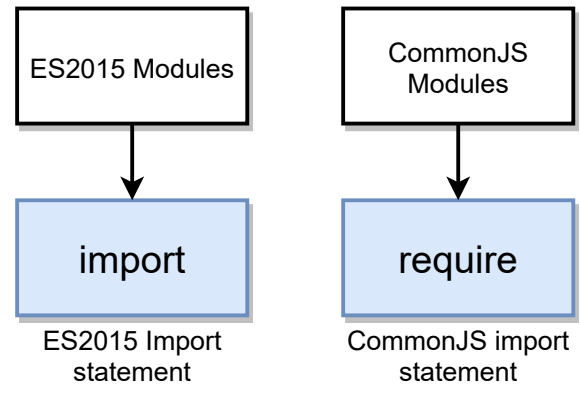 ES2015 Modules
CommonJS
Modules
import
require
ES2015 Import
statement
CommonJS import
statement